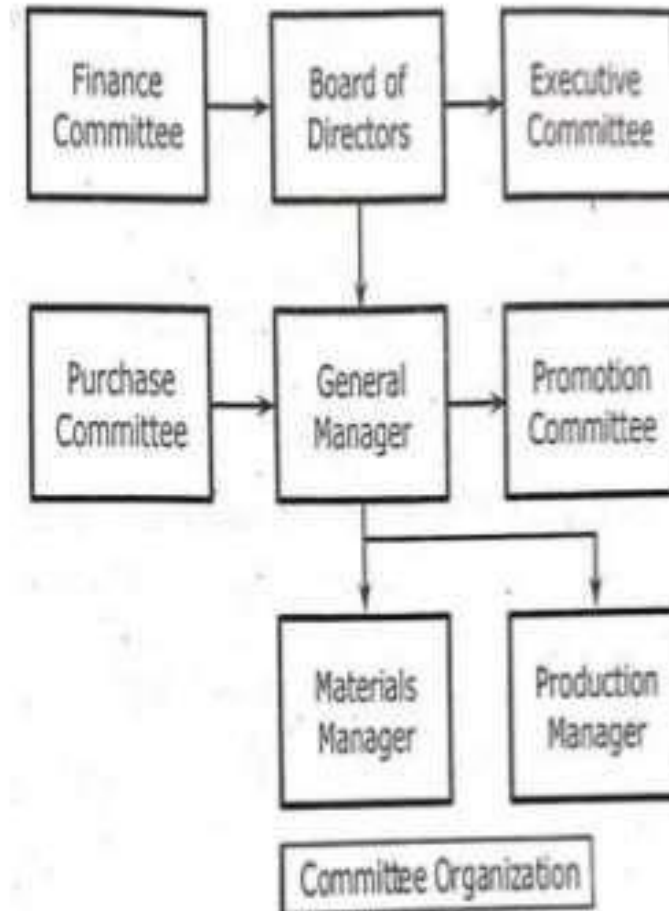 Finance
Committee
Board of
Directors
Executive
Committee
Purchase
Committee
General
Manager
Promotion
Committee
Materials
Manager
Production
Manager
Committee Organization